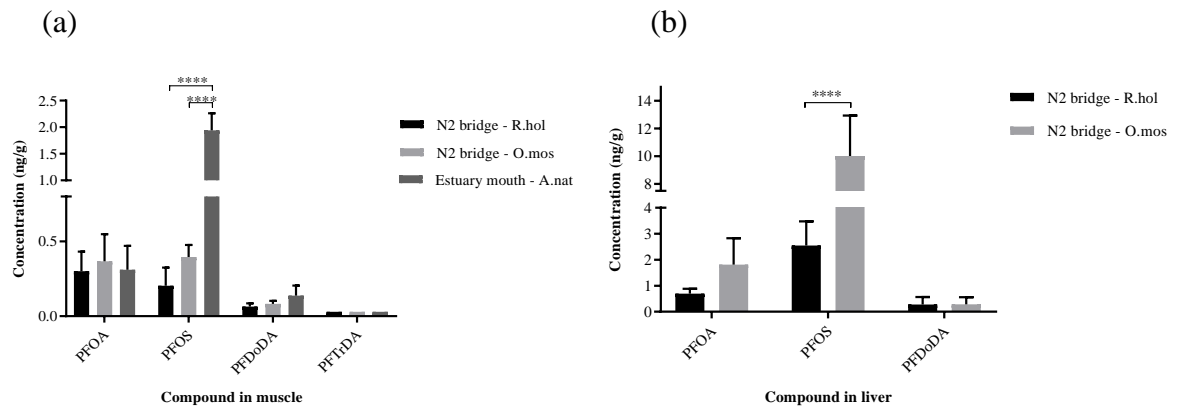 (a)
****
****
2.5
2.0
1.5
1.0
0.5
0.0
Concentration (ng/g)
PFOA
PFOS
PFDoDA
PFTrDA
Compound in muscle
N2 bridge - R.hol
N2 bridge - O.mos
Estuary mouth - A.nat
(b)
****
14
12
10
8
4
3
2
1
0
Concentration (ng/g)
PFOA
PFOS
PFDoDA
Compound in liver
N2 bridge - R.hol
N2 bridge - O.mos